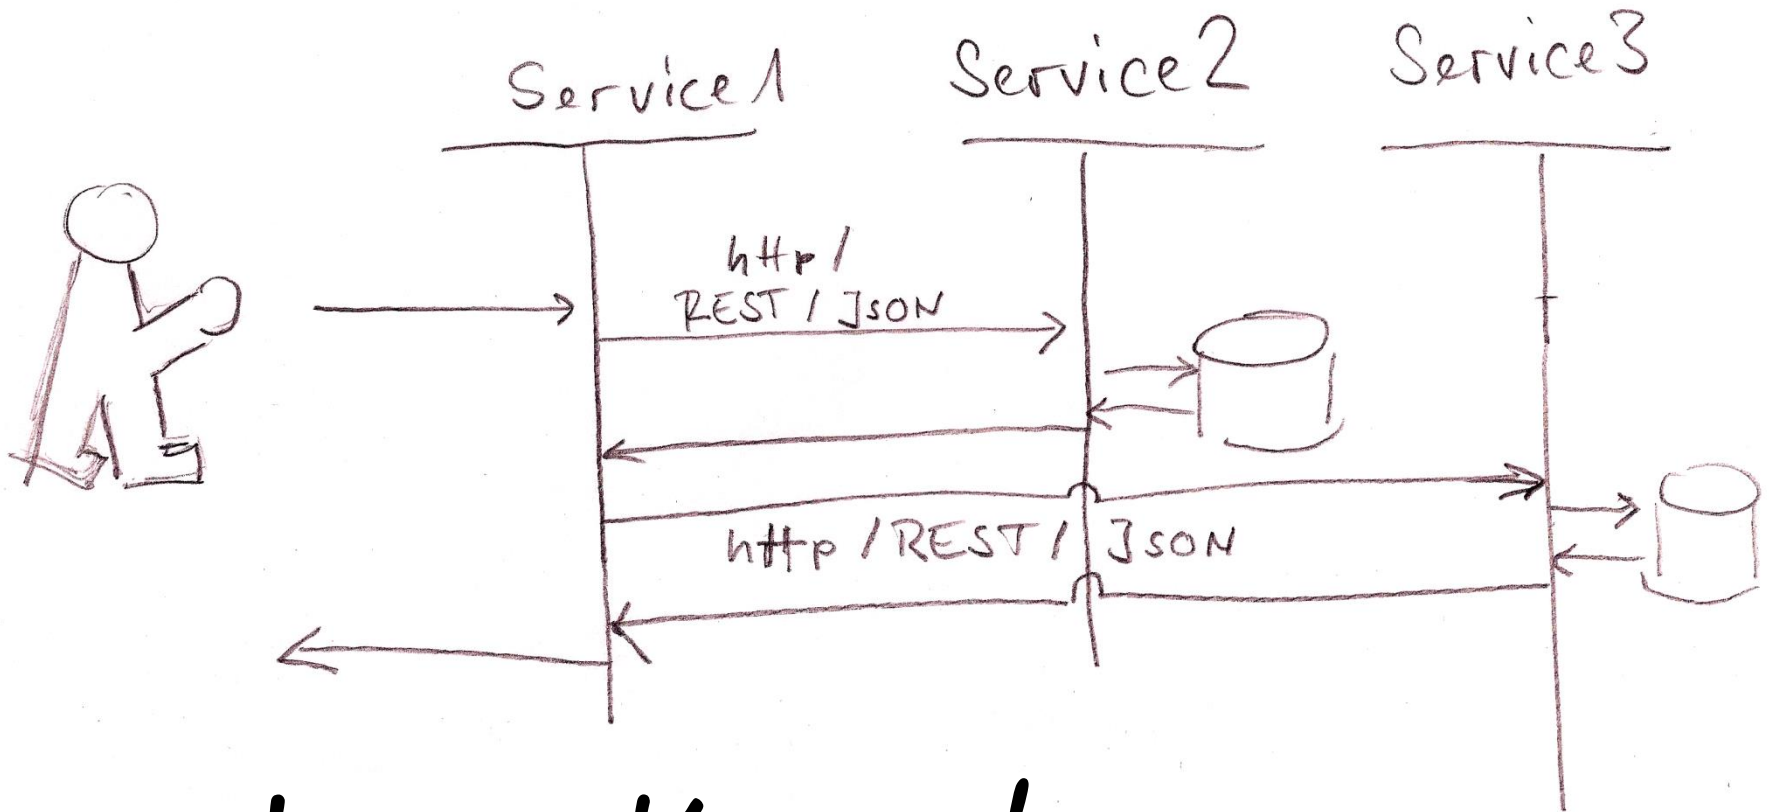 Service1 Service2 Service3
http/
REST / JSON
http / REST / JSON